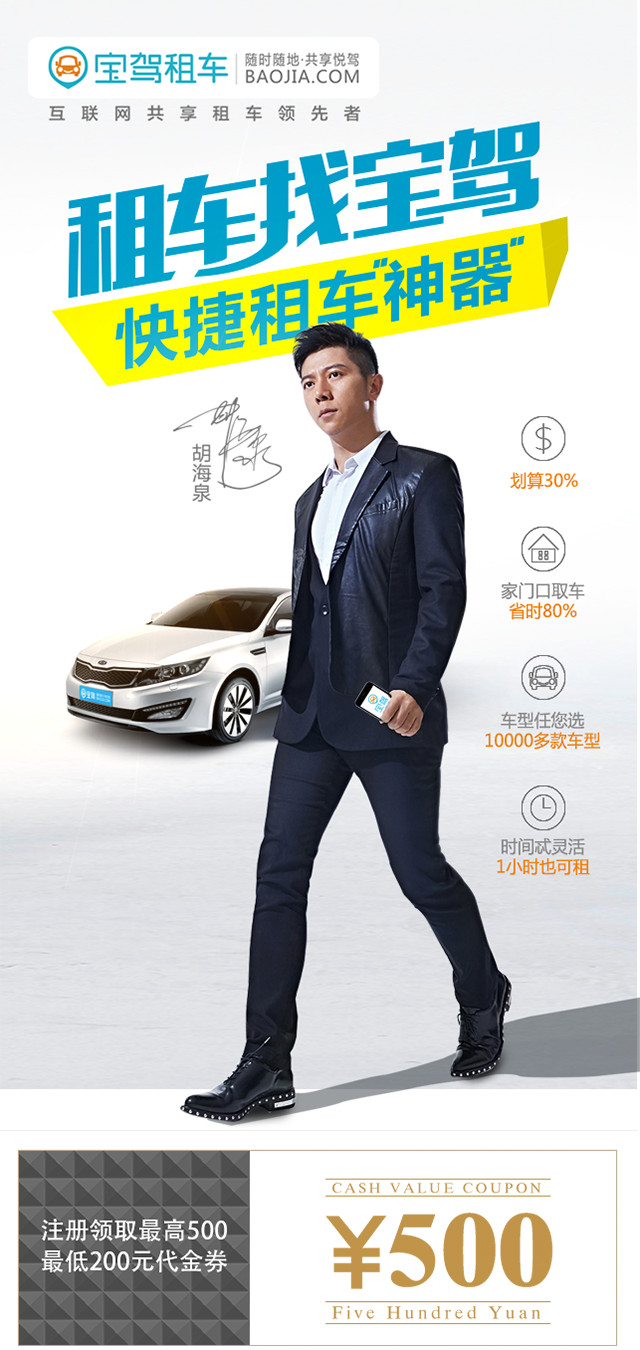 宝驾租车
随时随地·共享悦驾
BAOJIA.COM
互联网共享租车领先者
租车找宝驾
快捷租车"神器"
胡海泉
划算30%
家门口取车
省时80%
车型任您选
10000多款车型
时间忒灵活
1小时也可租
宝驾
宝驾
注册领取最高500
最低200元代金券
CASH VALUE COUPON
¥500
Five Hundred Yuan